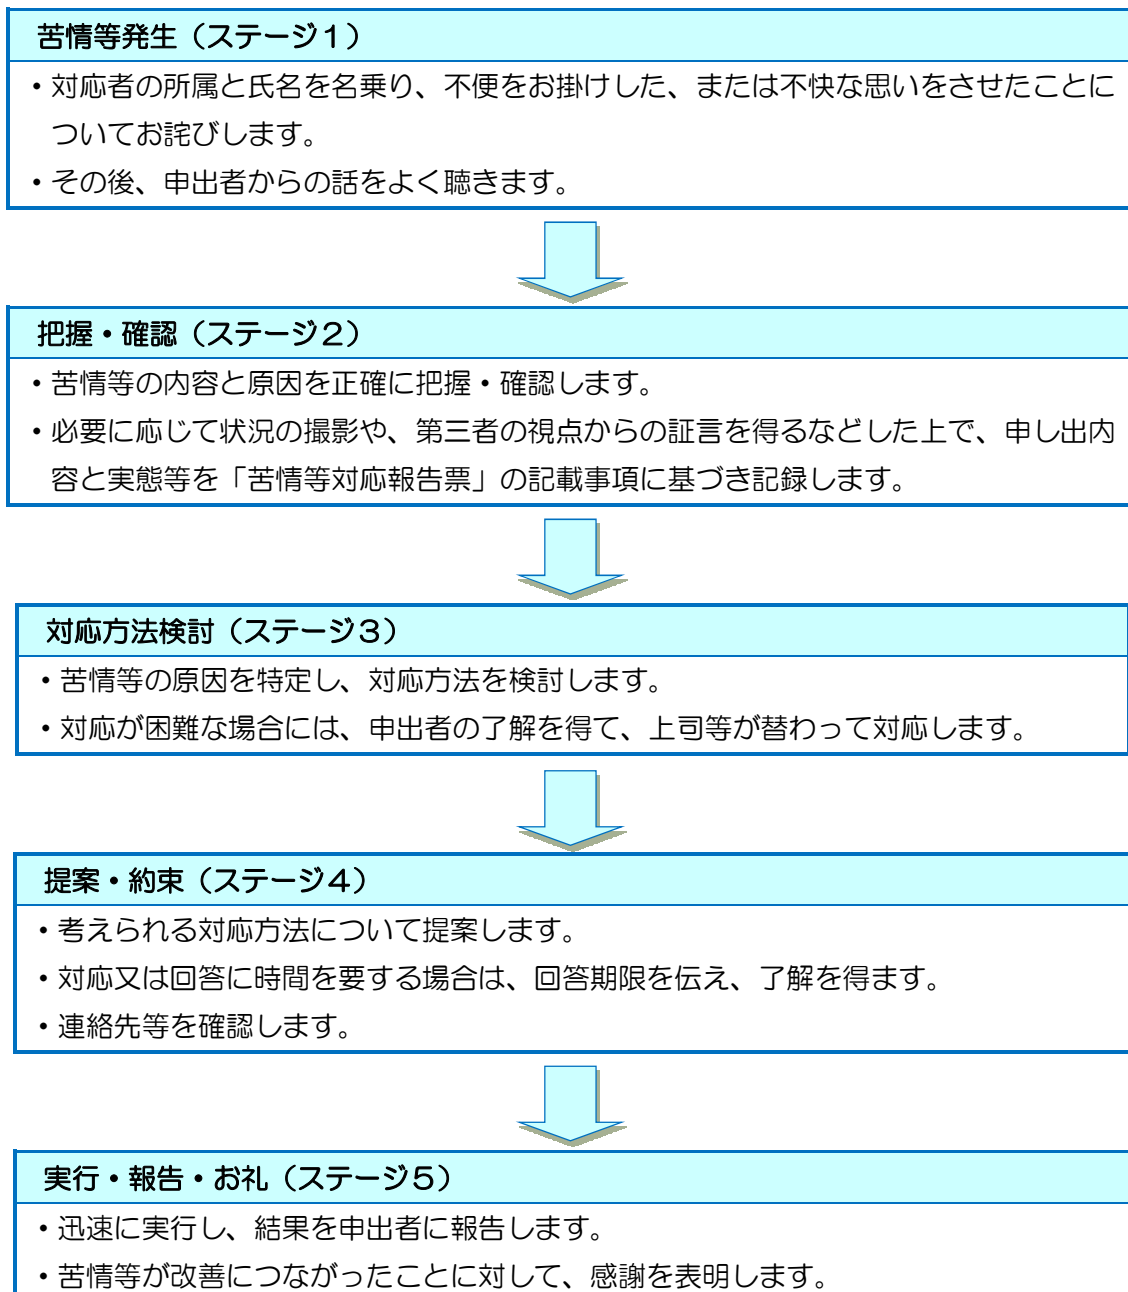 苦情等発生（ステージ１）
・対応者の所属と氏名を名乗り、不便をお掛けした、または不快な思いをさせたことに
ついてお詫びします。
・その後、申出者からの話をよく聴きます。
把握・確認（ステージ２）
・苦情等の内容と原因を正確に把握・確認します。
・必要に応じて状況の撮影や、第三者の視点からの証言を得るなどした上で、申し出内
容と実態等を「苦情等対応報告票」の記載事項に基づき記録します。
対応方法検討（ステージ３）
・苦情等の原因を特定し、対応方法を検討します。
・対応が困難な場合には、申出者の了解を得て、上司等が替わって対応します。
提案・約束（ステージ４）
・考えられる対応方法について提案します。
・対応又は回答に時間を要する場合は、回答期限を伝え、了解を得ます。
・連絡先等を確認します。
実行・報告・お礼（ステージ５）
・迅速に実行し、結果を申出者に報告します。
・苦情等が改善につながったことに対して、感謝を表明します。